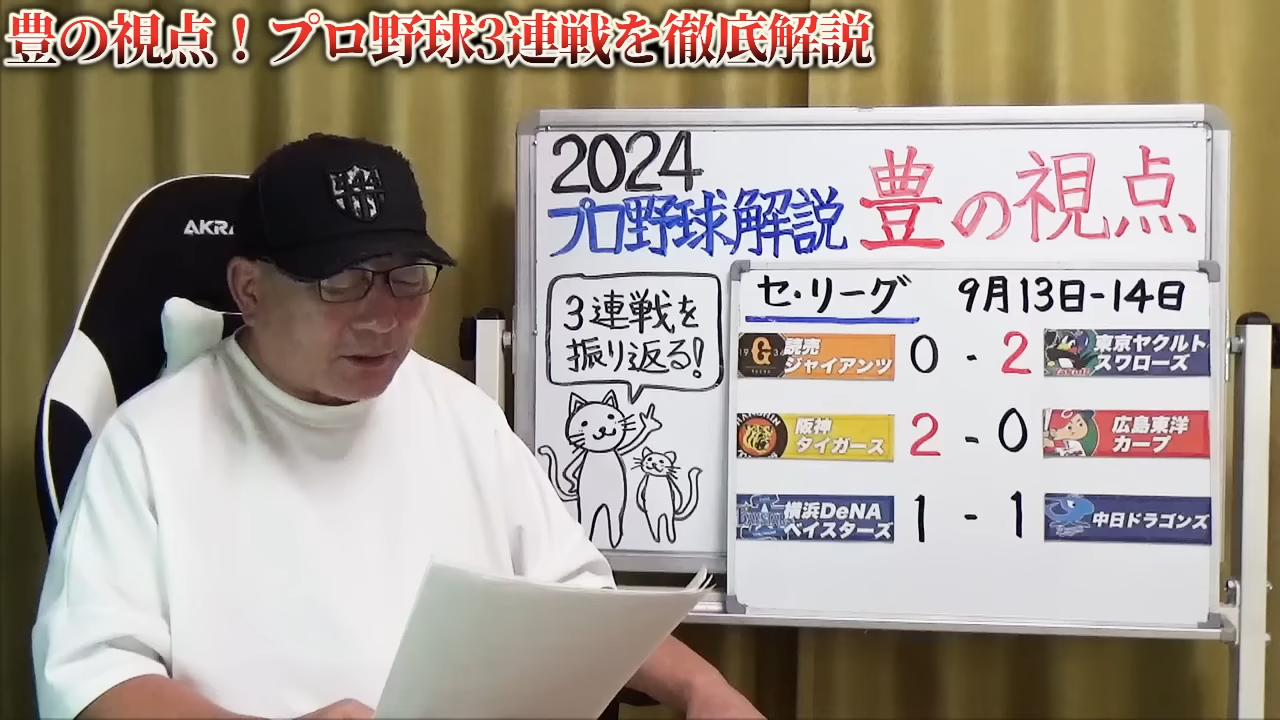 豊の視点！プロ野球3連戦を徹底解説
2024
プロ野球解説 豊の視点
3連戦を
振り返る!
セ・リーグ 9月13日-14日
読売
ジャイアンツ
0 - 2
東京ヤクルト
スワローズ
阪神
タイガース
2 - 0
広島東洋
カープ
横浜DeNA
ベイスターズ
1 - 1
中日ドラゴンズ